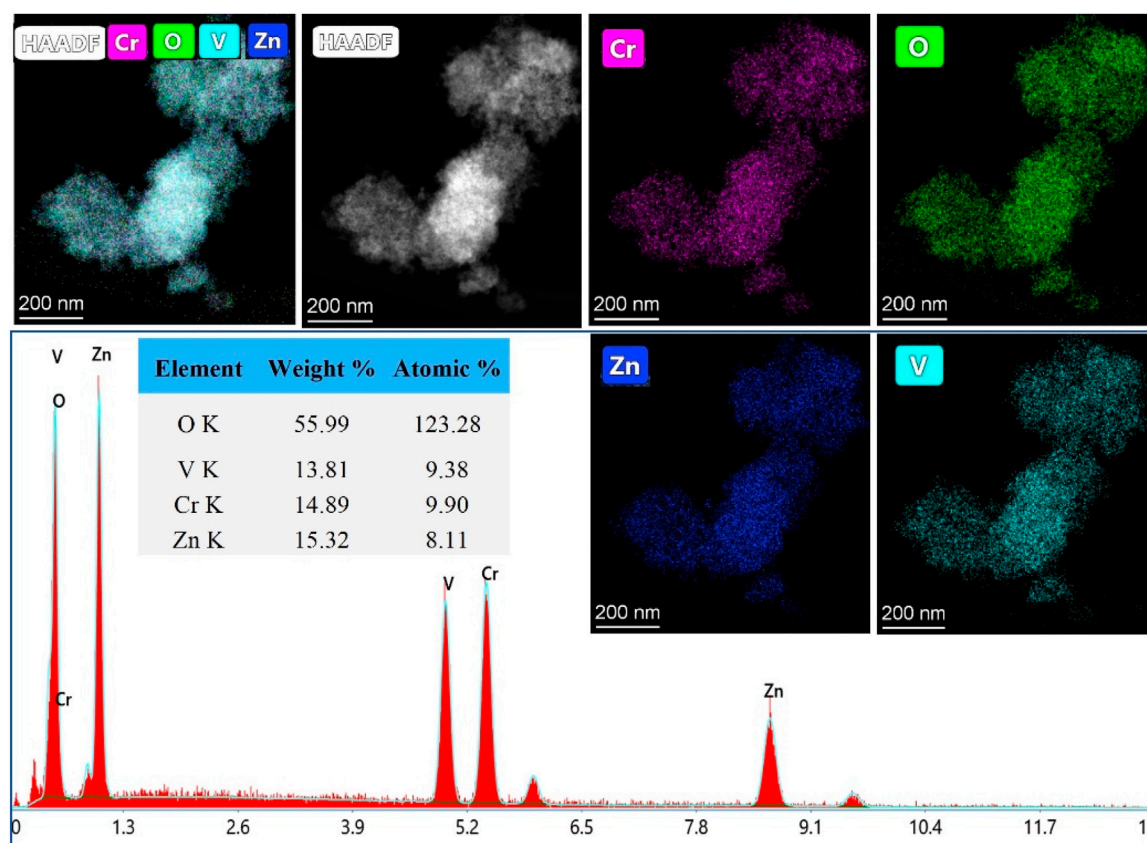 HAADF Cr O V Zn
HAADF
Cr
O
200 nm
200 nm
200 nm
200 nm
Zn
V
200 nm
200 nm
V
Zn
O
Cr
Element Weight % Atomic %
O K 55.99 123.28
V K 13.81 9.38
Cr K 14.89 9.90
Zn K 15.32 8.11
V
Cr
Zn
0 1.3 2.6 3.9 5.2 6.5 7.8 9.1 10.4 11.7